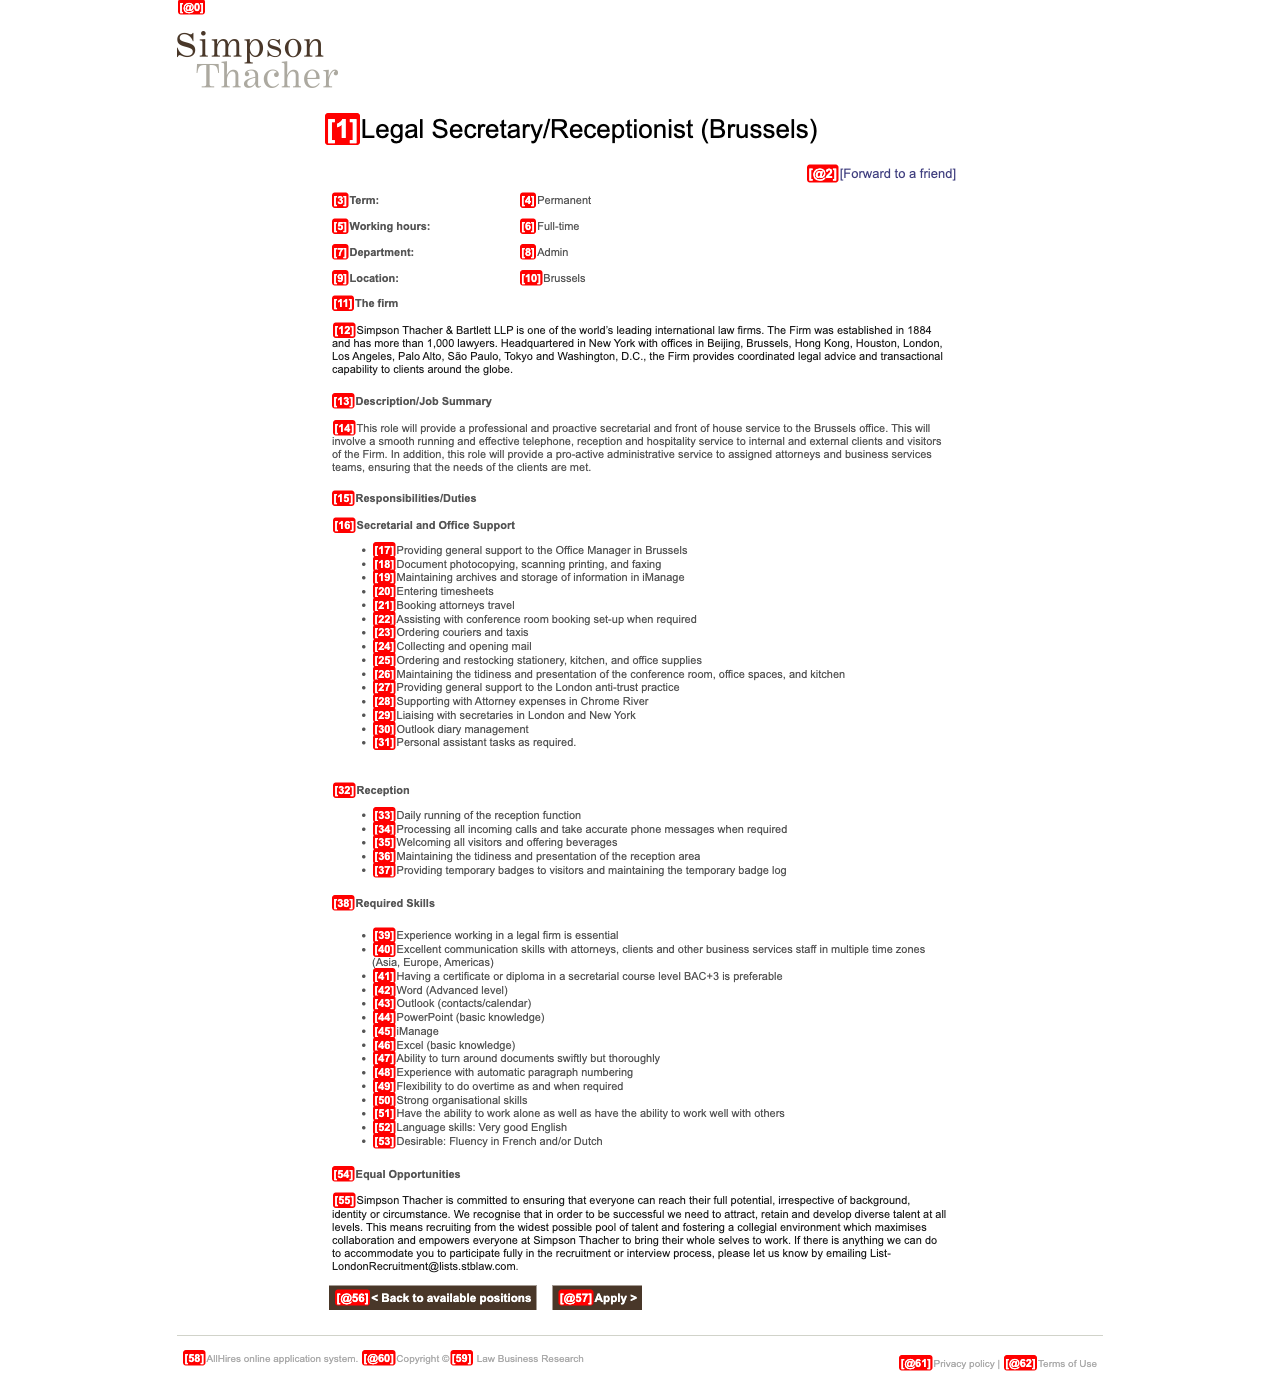 [@0]
Simpson
Thacher
[1]Legal Secretary/Receptionist (Brussels)
[@2][Forward to a friend]
[3]Term: [4]Permanent
[5]Working hours: [6]Full-time
[7]Department: [8]Admin
[9]Location: [10]Brussels
[11]The firm
[12]Simpson Thacher & Bartlett LLP is one of the world's leading international law firms. The Firm was established in 1884
and has more than 1,000 lawyers. Headquartered in New York with offices in Beijing, Brussels, Hong Kong, Houston, London,
Los Angeles, Palo Alto, São Paulo, Tokyo and Washington, D.C., the Firm provides coordinated legal advice and transactional
capability to clients around the globe.
[13]Description/Job Summary
[14]This role will provide a professional and proactive secretarial and front of house service to the Brussels office. This will
involve a smooth running and effective telephone, reception and hospitality service to internal and external clients and visitors
of the Firm. In addition, this role will provide a pro-active administrative service to assigned attorneys and business services
teams, ensuring that the needs of the clients are met.
[15]Responsibilities/Duties
[16]Secretarial and Office Support
• [17]Providing general support to the Office Manager in Brussels
• [18]Document photocopying, scanning printing, and faxing
• [19]Maintaining archives and storage of information in iManage
• [20]Entering timesheets
• [21]Booking attorneys travel
• [22]Assisting with conference room booking set-up when required
• [23]Ordering couriers and taxis
• [24]Collecting and opening mail
• [25]Ordering and restocking stationery, kitchen, and office supplies
• [26]Maintaining the tidiness and presentation of the conference room, office spaces, and kitchen
• [27]Providing general support to the London anti-trust practice
• [28]Supporting with Attorney expenses in Chrome River
• [29]Liaising with secretaries in London and New York
• [30]Outlook diary management
• [31]Personal assistant tasks as required.
[32]Reception
• [33]Daily running of the reception function
• [34]Processing all incoming calls and take accurate phone messages when required
• [35]Welcoming all visitors and offering beverages
• [36]Maintaining the tidiness and presentation of the reception area
• [37]Providing temporary badges to visitors and maintaining the temporary badge log
[38]Required Skills
• [39]Experience working in a legal firm is essential
• [40]Excellent communication skills with attorneys, clients and other business services staff in multiple time zones
(Asia, Europe, Americas)
• [41]Having a certificate or diploma in a secretarial course level BAC+3 is preferable
• [42]Word (Advanced level)
• [43]Outlook (contacts/calendar)
• [44]PowerPoint (basic knowledge)
• [45]iManage
• [46]Excel (basic knowledge)
• [47]Ability to turn around documents swiftly but thoroughly
• [48]Experience with automatic paragraph numbering
• [49]Flexibility to do overtime as and when required
• [50]Strong organisational skills
• [51]Have the ability to work alone as well as have the ability to work well with others
• [52]Language skills: Very good English
• [53]Desirable: Fluency in French and/or Dutch
[54]Equal Opportunities
[55]Simpson Thacher is committed to ensuring that everyone can reach their full potential, irrespective of background,
identity or circumstance. We recognise that in order to be successful we need to attract, retain and develop diverse talent at all
levels. This means recruiting from the widest possible pool of talent and fostering a collegial environment which maximises
collaboration and empowers everyone at Simpson Thacher to bring their whole selves to work. If there is anything we can do
to accommodate you to participate fully in the recruitment or interview process, please let us know by emailing List-
LondonRecruitment@lists.stblaw.com.
[@56]< Back to available positions [@57]Apply >
[58]AllHires online application system. [@60]Copyright ©[59] Law Business Research
[@61]Privacy policy | [@62]Terms of Use